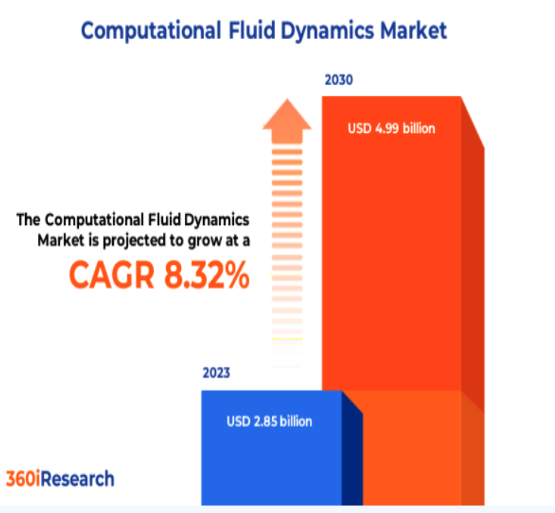 Computational Fluid Dynamics Market
2030
USD 4.99 billion
The Computational Fluid Dynamics
Market is projected to grow at a
CAGR 8.32%
2023
USD 2.85 billion
360iResearch